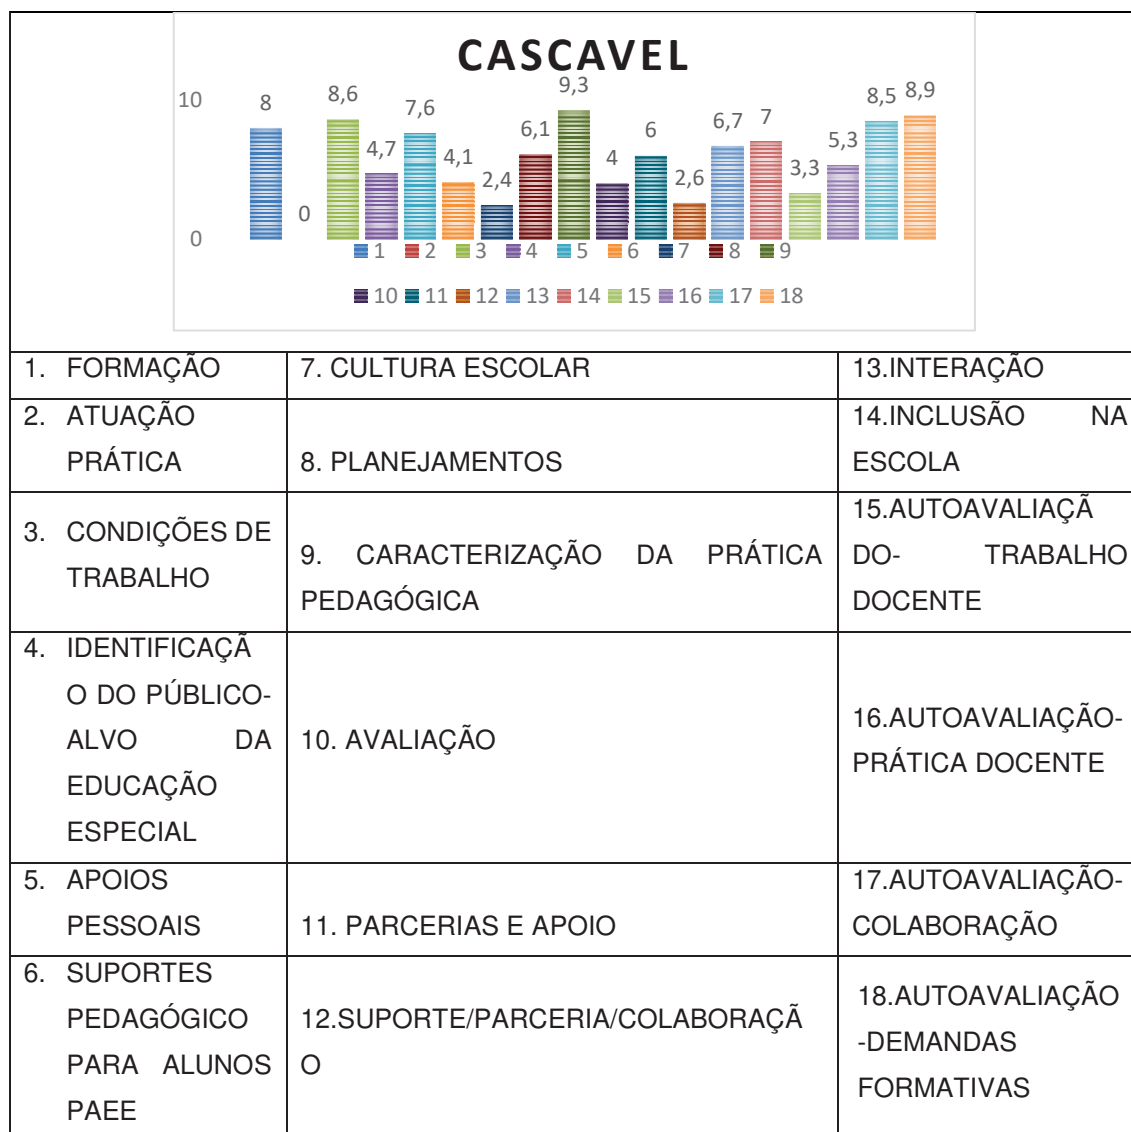 CASCAVEL
10
0
8
0
8,6
4,7
7,6
4,1
2,4
6,1
9,3
4
6
2,6
6,7
7
3,3
5,3
8,5
8,9
1 2 3 4 5 6 7 8 9
10 11 12 13 14 15 16 17 18
1. FORMAÇÃO
7. CULTURA ESCOLAR
13.INTERAÇÃO
2. ATUAÇÃO
PRÁTICA
8. PLANEJAMENTOS
14.INCLUSÃO NA
ESCOLA
3. CONDIÇÕES DE
TRABALHO
9. CARACTERIZAÇÃO DA PRÁTICA
PEDAGÓGICA
15.AUTOAVALIAÇÃ
DO- TRABALHO
DOCENTE
4. IDENTIFICAÇÃ
O DO PÚBLICO-
ALVO DA
EDUCAÇÃO
ESPECIAL
10. AVALIAÇÃO
16.AUTOAVALIAÇÃO-
PRÁTICA DOCENTE
5. APOIOS
PESSOAIS
11. PARCERIAS E APOIO
17.AUTOAVALIAÇÃO-
COLABORAÇÃO
6. SUPORTES
PEDAGÓGICO
PARA ALUNOS
PAEE
12.SUPORTE/PARCERIA/COLABORAÇÃ
O
18.AUTOAVALIAÇÃO
-DEMANDAS
FORMATIVAS